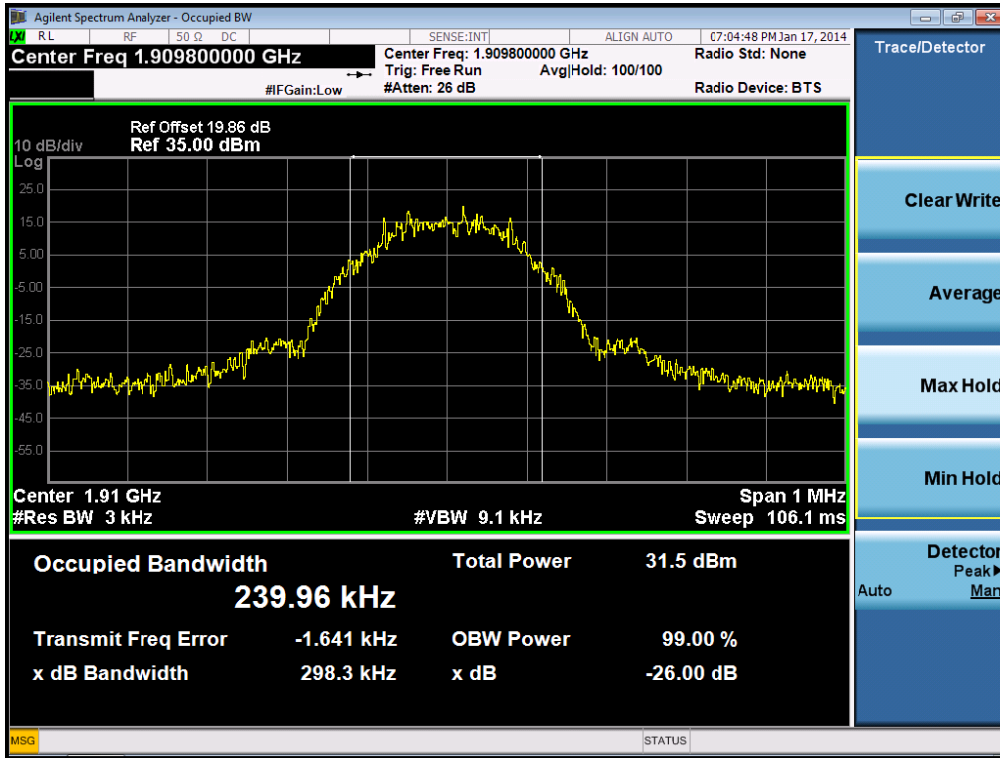 Agilent Spectrum Analyzer - Occupied BW
LXI RL RF 50 Ω DC SENSE:INT ALIGN AUTO 07:04:48 PM Jan 17, 2014
Center Freq 1.909800000 GHz
Center Freq: 1.909800000 GHz Radio Std: None
Trig: Free Run Avg|Hold: 100/100
#IFGain:Low #Atten: 26 dB Radio Device: BTS
Trace/Detector
Ref Offset 19.86 dB
10 dB/div Ref 35.00 dBm
Log
25.0
15.0
5.00
-5.00
-15.0
-25.0
-35.0
-45.0
-55.0
Center 1.91 GHz Span 1 MHz
#Res BW 3 kHz #VBW 9.1 kHz Sweep 106.1 ms
Occupied Bandwidth Total Power 31.5 dBm
239.96 kHz
Transmit Freq Error -1.641 kHz OBW Power 99.00 %
x dB Bandwidth 298.3 kHz x dB -26.00 dB
Clear Write
Average
Max Hold
Min Hold
Detector
Peak▶
Auto Man
MSG STATUS